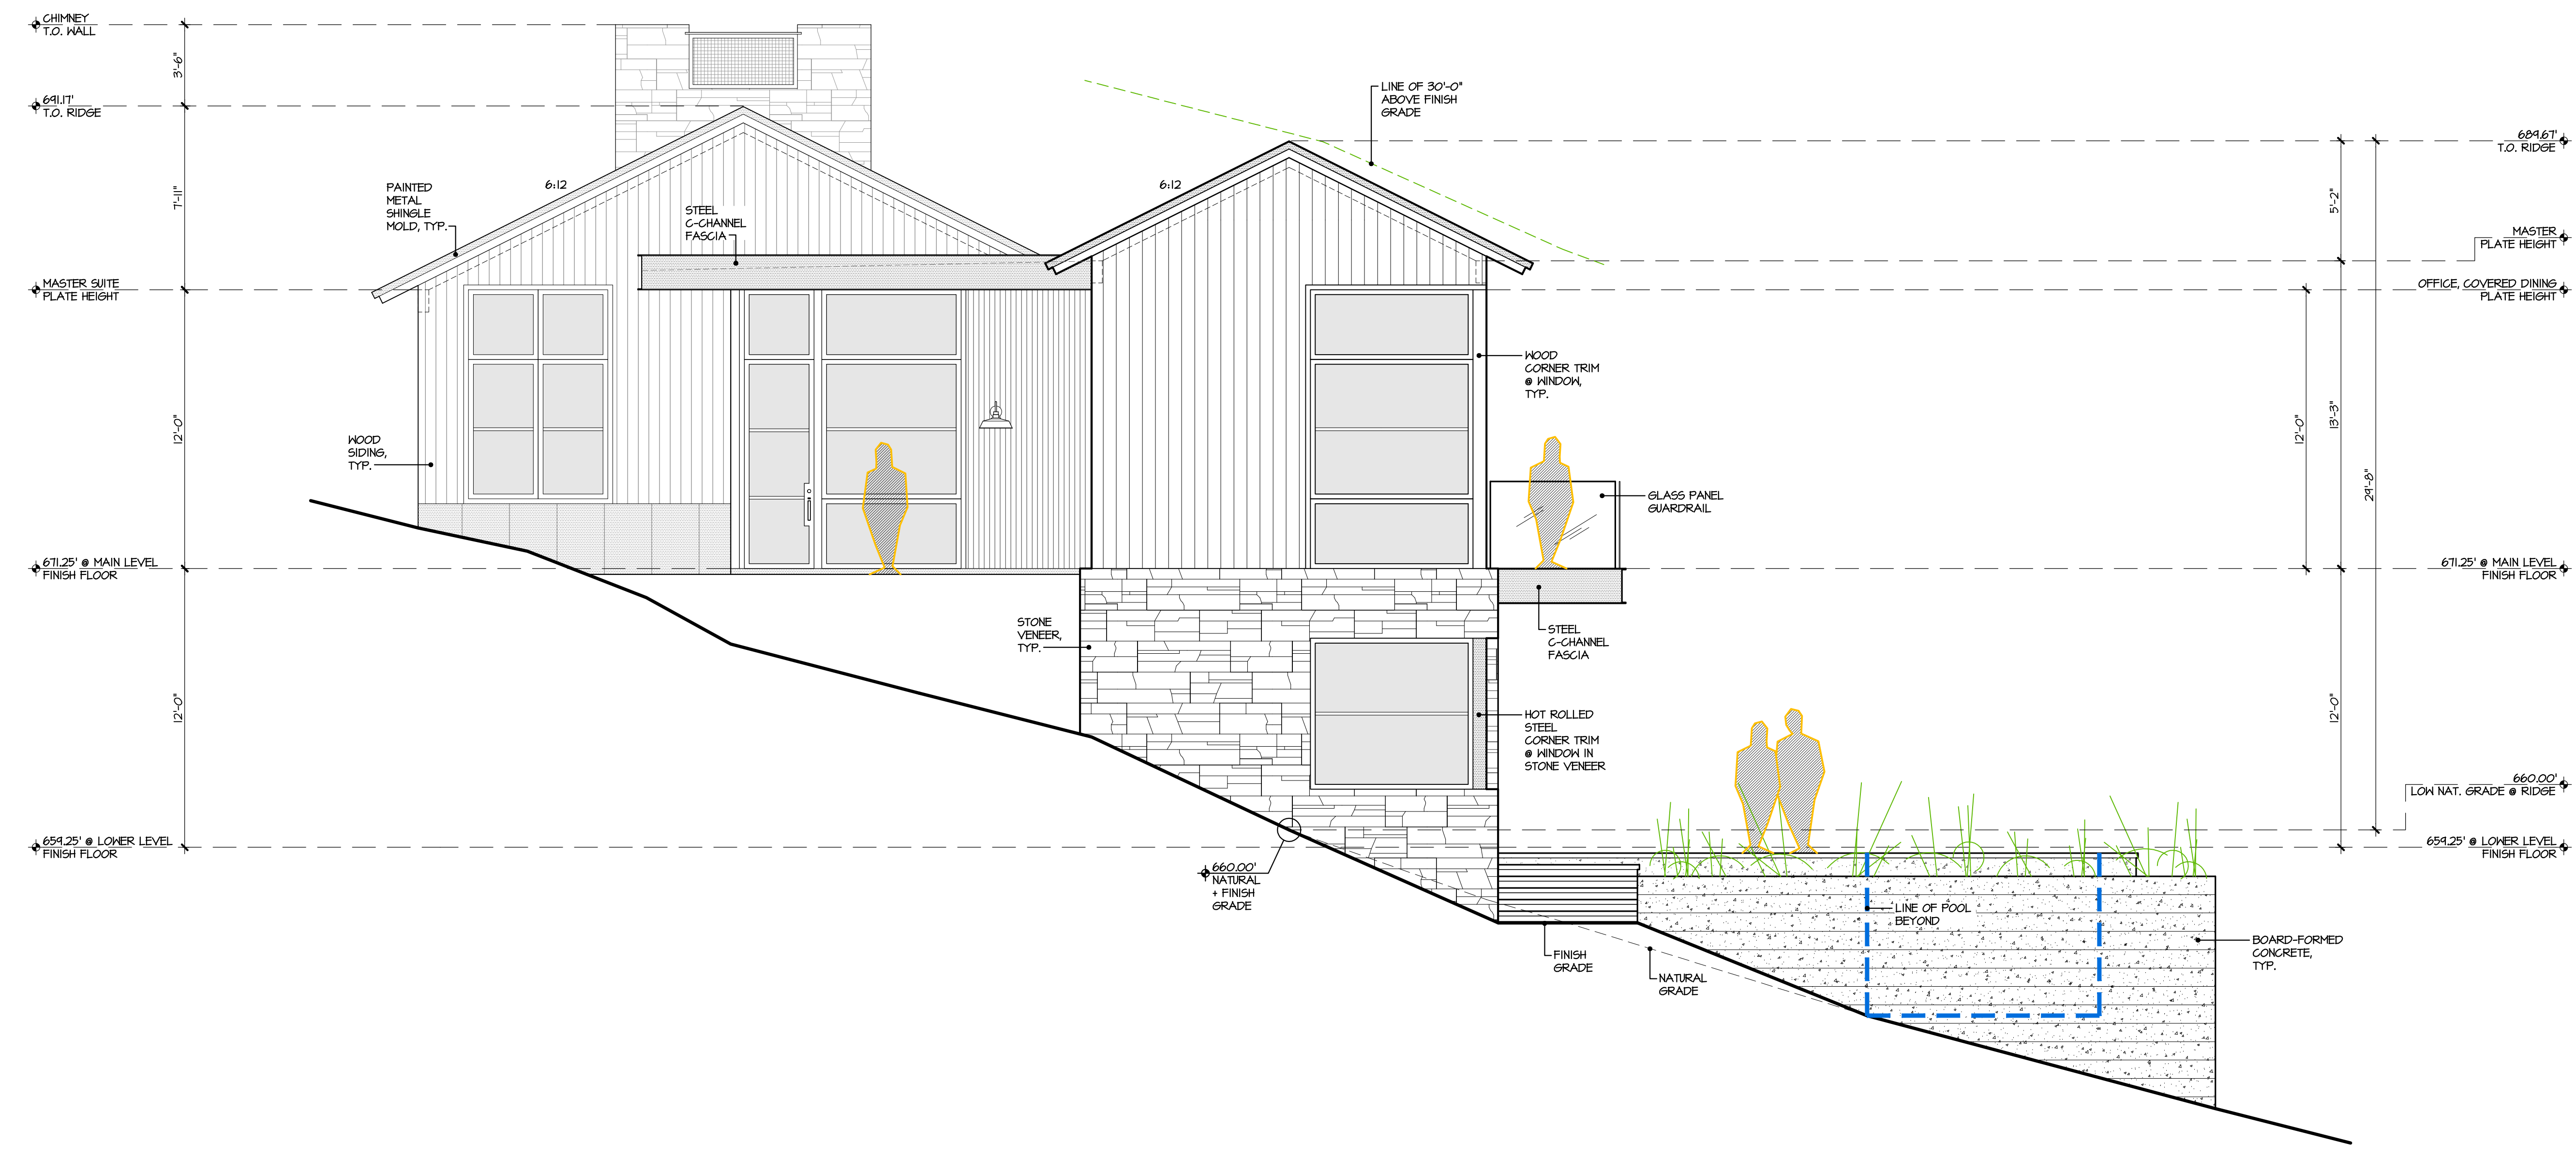 CHIMNEY
T.O. WALL
3'-6"
691.17'
T.O. RIDGE
7'-11"
MASTER SUITE
PLATE HEIGHT
12'-0"
671.25' @ MAIN LEVEL
FINISH FLOOR
12'-0"
659.25' @ LOWER LEVEL
FINISH FLOOR
PAINTED
METAL
SHINGLE
MOLD, TYP.
6:12
STEEL
C-CHANNEL
FASCIA
WOOD
SIDING,
TYP.
6:12
LINE OF 30'-0"
ABOVE FINISH
GRADE
WOOD
CORNER TRIM
@ WINDOW,
TYP.
GLASS PANEL
GUARDRAIL
STONE
VENEER,
TYP.
STEEL
C-CHANNEL
FASCIA
HOT ROLLED
STEEL
CORNER TRIM
@ WINDOW IN
STONE VENEER
660.00'
NATURAL
+ FINISH
GRADE
FINISH
GRADE
NATURAL
GRADE
LINE OF POOL
BEYOND
BOARD-FORMED
CONCRETE,
TYP.
689.67'
T.O. RIDGE
5'-2"
MASTER
PLATE HEIGHT
OFFICE, COVERED DINING
PLATE HEIGHT
12'-0"
13'-3"
29'-8"
671.25' @ MAIN LEVEL
FINISH FLOOR
12'-0"
660.00'
LOW NAT. GRADE @ RIDGE
659.25' @ LOWER LEVEL
FINISH FLOOR